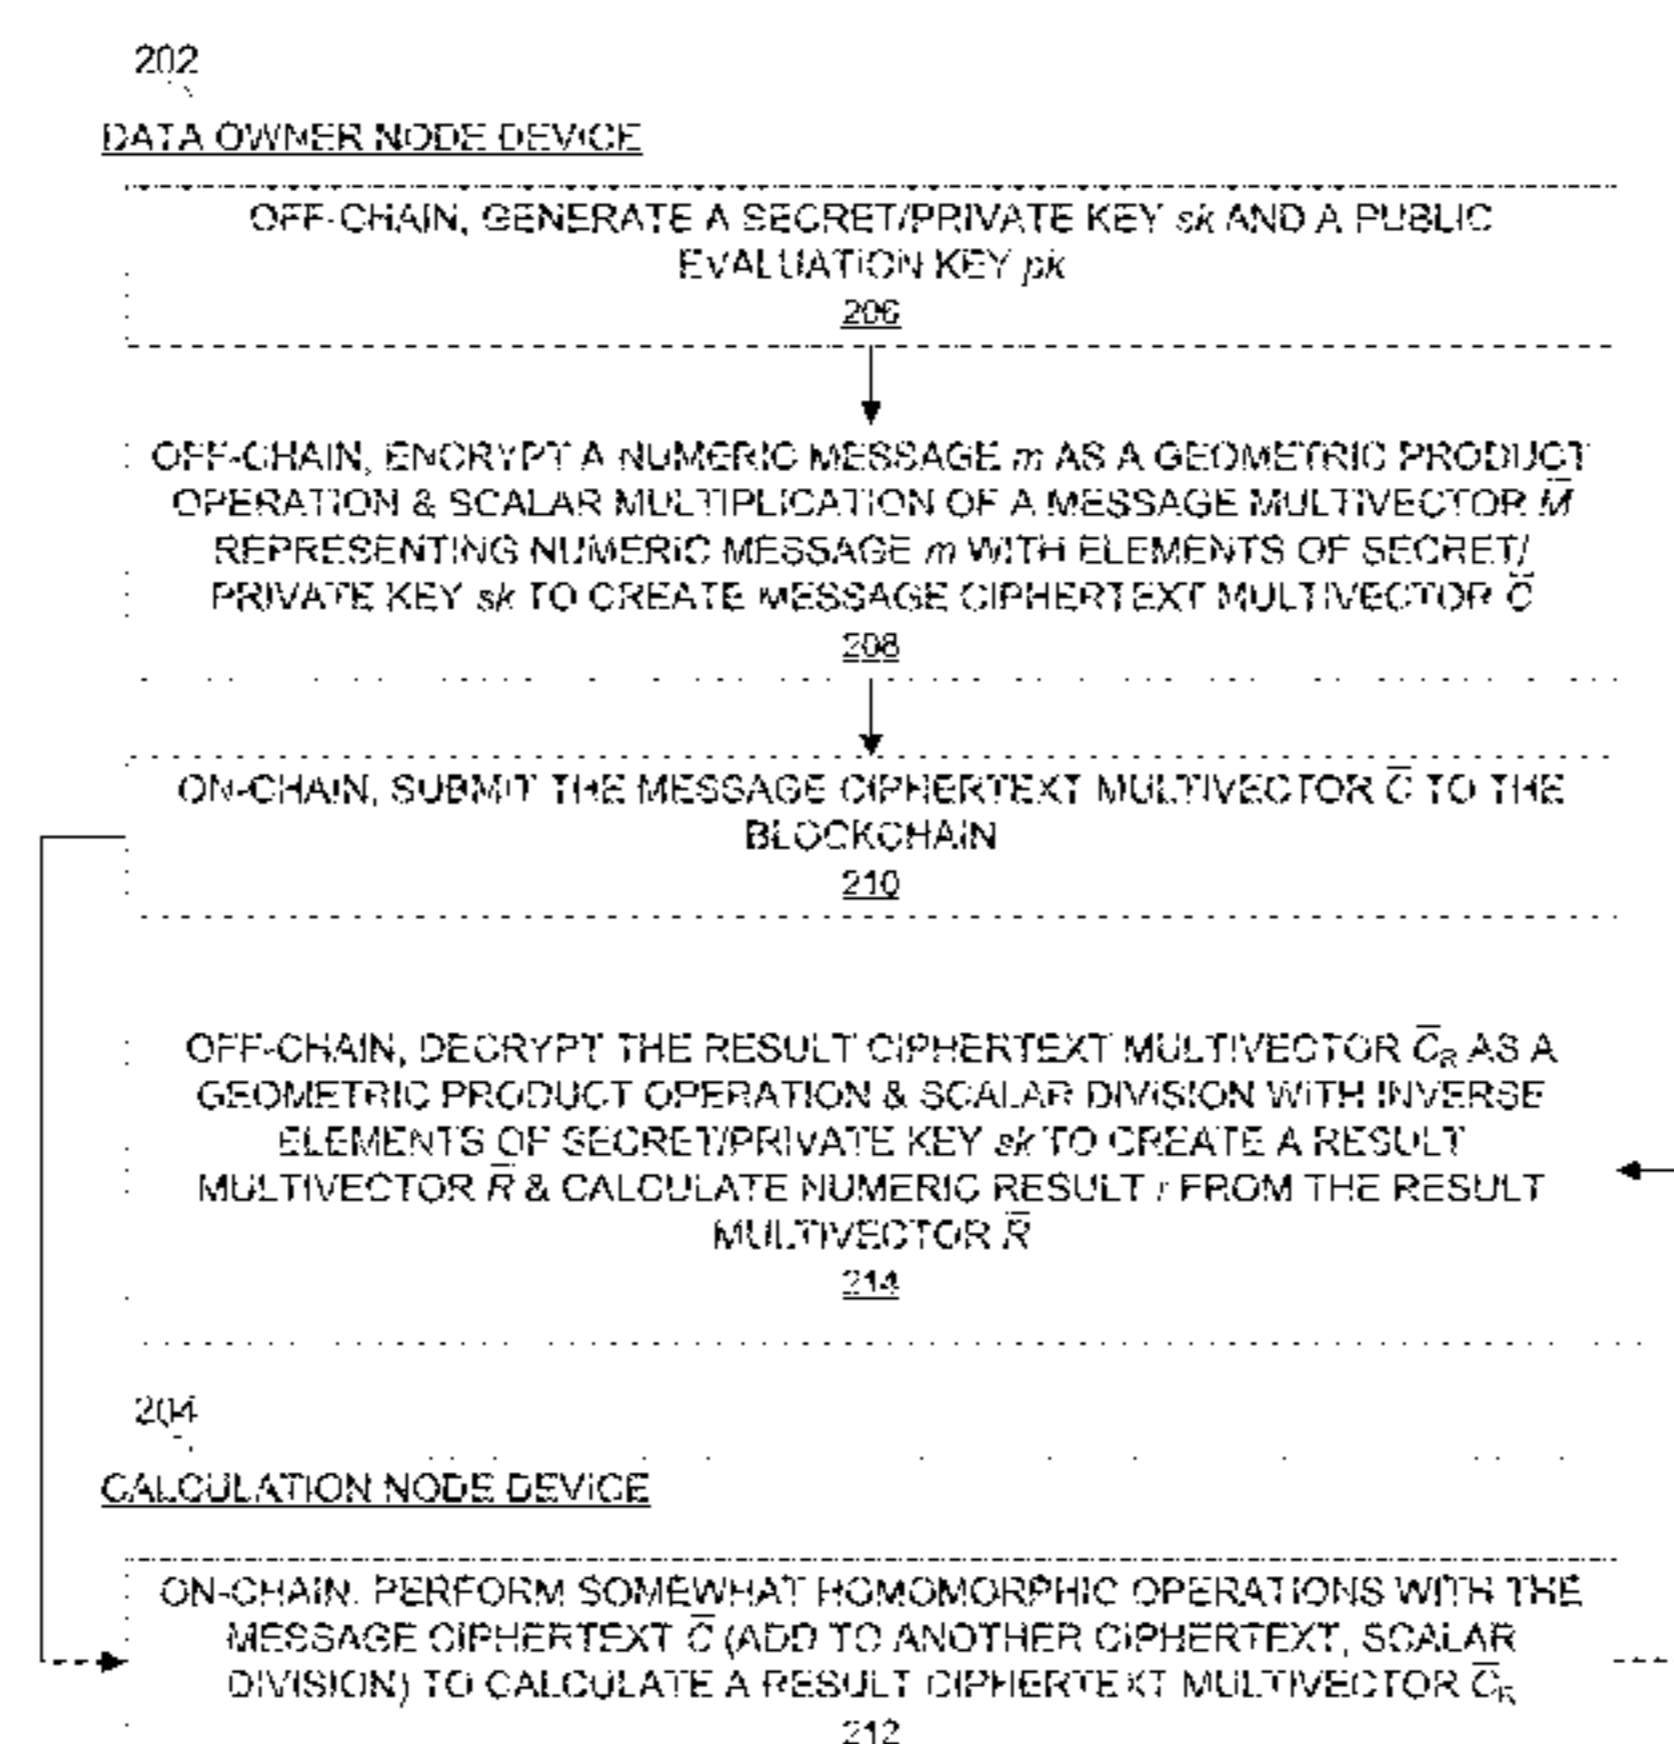 202
DATA OWNER NODE DEVICE
OFF-CHAIN, GENERATE A SECRET/PRIVATE KEY sk AND A PUBLIC
EVALUATION KEY pk
206
OFF-CHAIN, ENCRYPT A NUMERIC MESSAGE m AS A GEOMETRIC PRODUCT
OPERATION & SCALAR MULTIPLICATION OF A MESSAGE MULTIVECTOR M̅
REPRESENTING NUMERIC MESSAGE m WITH ELEMENTS OF SECRET/
PRIVATE KEY sk TO CREATE MESSAGE CIPHERTEXT MULTIVECTOR C̅
208
ON-CHAIN, SUBMIT THE MESSAGE CIPHERTEXT MULTIVECTOR C̅ TO THE
BLOCKCHAIN
210
OFF-CHAIN, DECRYPT THE RESULT CIPHERTEXT MULTIVECTOR C̅R AS A
GEOMETRIC PRODUCT OPERATION & SCALAR DIVISION WITH INVERSE
ELEMENTS OF SECRET/PRIVATE KEY sk TO CREATE A RESULT
MULTIVECTOR R̅ & CALCULATE NUMERIC RESULT r FROM THE RESULT
MULTIVECTOR R̅
214
204
CALCULATION NODE DEVICE
ON-CHAIN, PERFORM SOMEWHAT HOMOMORPHIC OPERATIONS WITH THE
MESSAGE CIPHERTEXT C̅ (ADD TO ANOTHER CIPHERTEXT, SCALAR
DIVISION) TO CALCULATE A RESULT CIPHERTEXT MULTIVECTOR C̅R
212